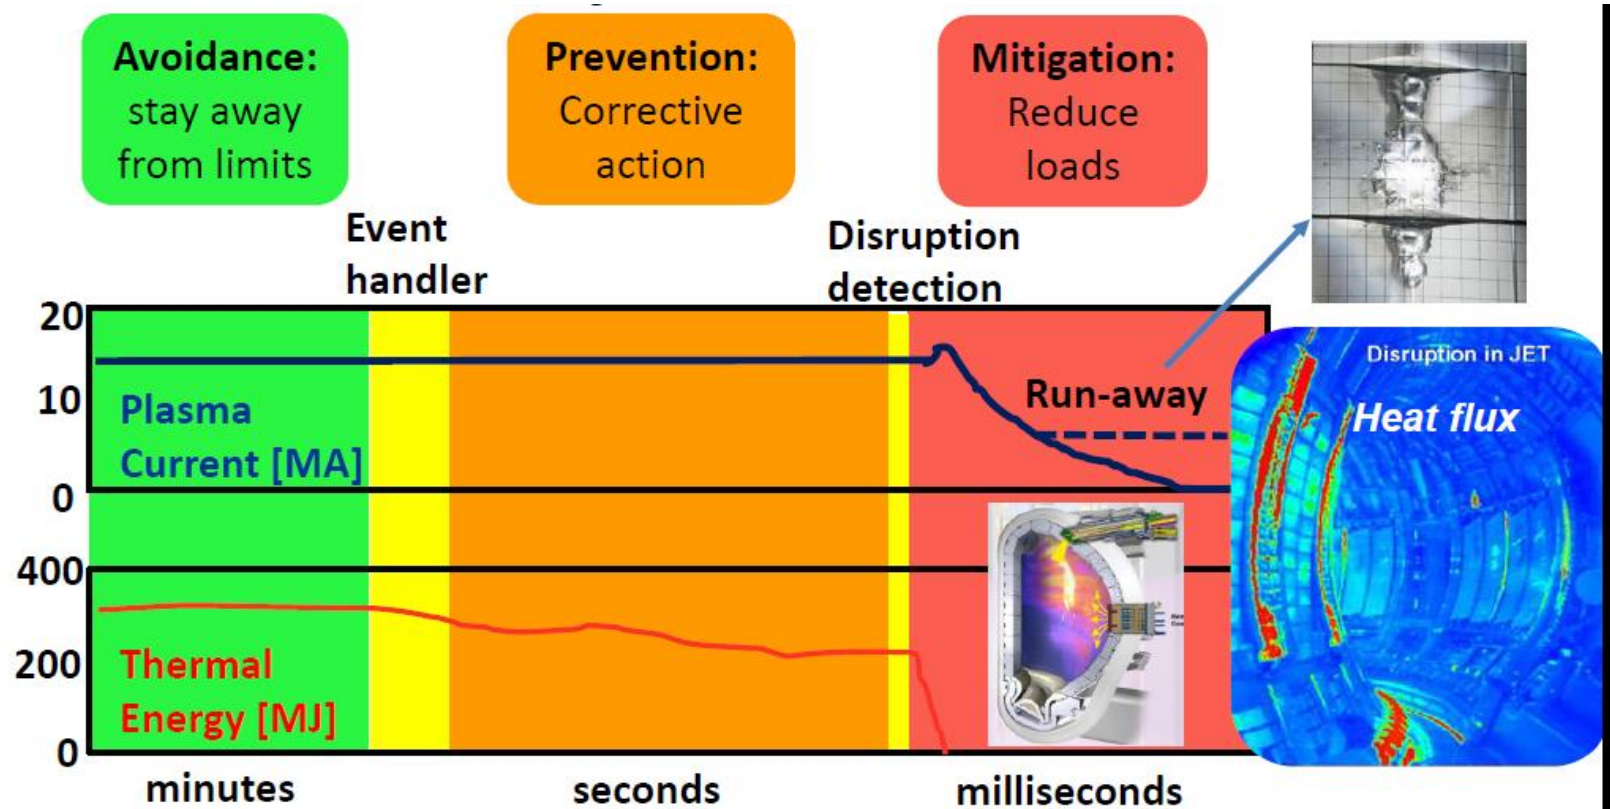 Avoidance:
stay away
from limits
Prevention:
Corrective
action
Mitigation:
Reduce
loads
Event
handler
Disruption
detection
20
10
0
Plasma
Current [MA]
Run-away
Disruption in JET
Heat flux
400
200
0
Thermal
Energy [MJ]
minutes
seconds
milliseconds